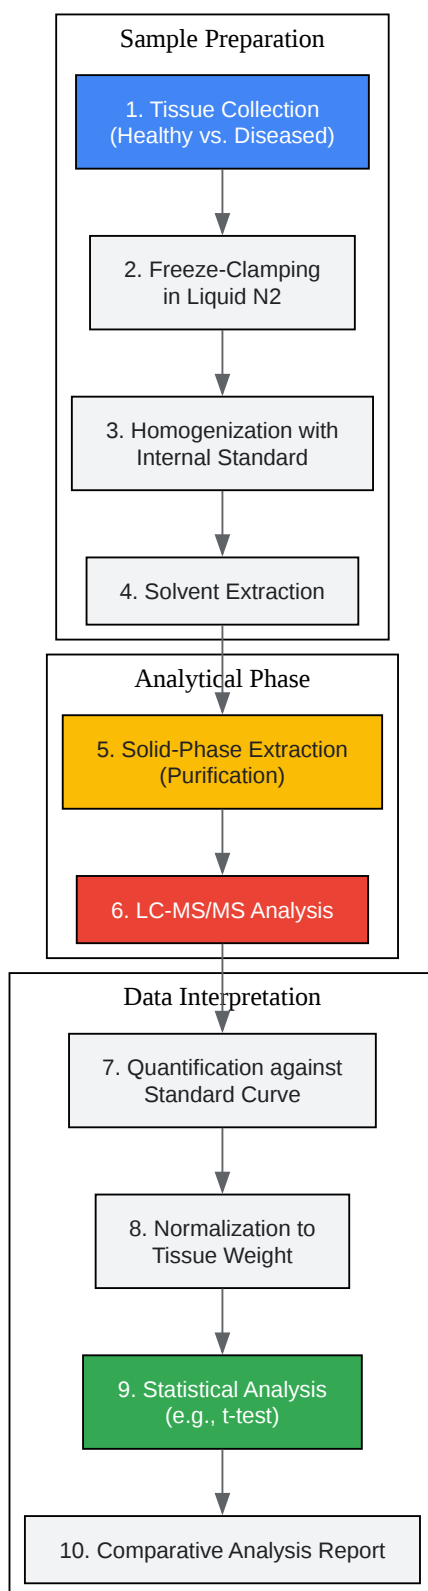 Sample Preparation
1. Tissue Collection
(Healthy vs. Diseased)
2. Freeze-Clamping
in Liquid N2
3. Homogenization with
Internal Standard
4. Solvent Extraction
Analytical Phase
5. Solid-Phase Extraction
(Purification)
6. LC-MS/MS Analysis
Data Interpretation
7. Quantification against
Standard Curve
8. Normalization to
Tissue Weight
9. Statistical Analysis
(e.g., t-test)
10. Comparative Analysis Report